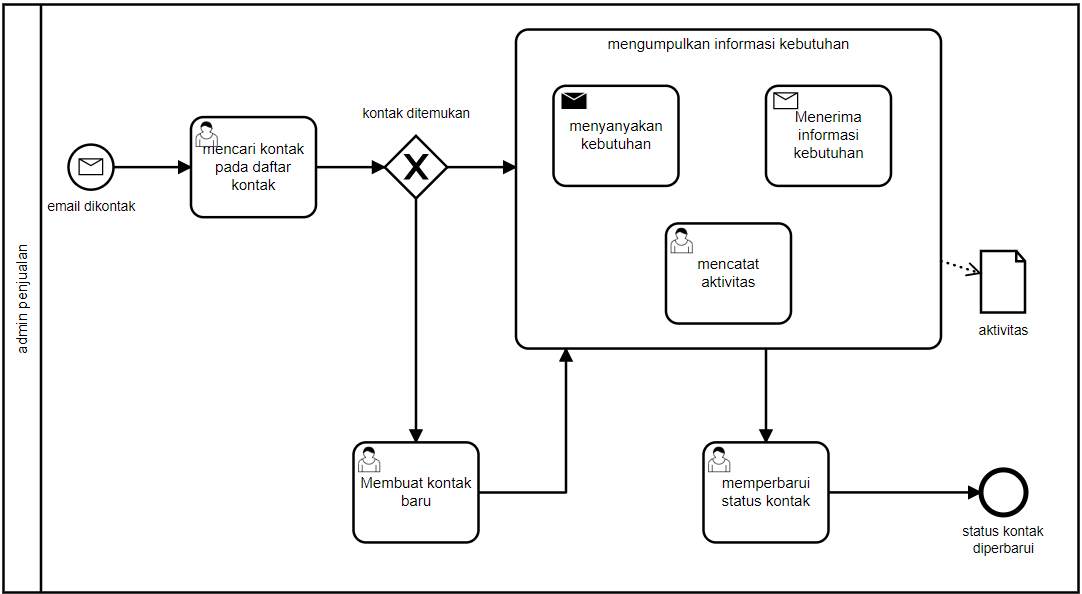 admin penjualan
email dikontak
mencari kontak
pada daftar
kontak
kontak ditemukan
mengumpulkan informasi kebutuhan
menyanyakan
kebutuhan
Menerima
informasi
kebutuhan
mencatat
aktivitas
aktivitas
Membuat kontak
baru
memperbarui
status kontak
status kontak
diperbarui